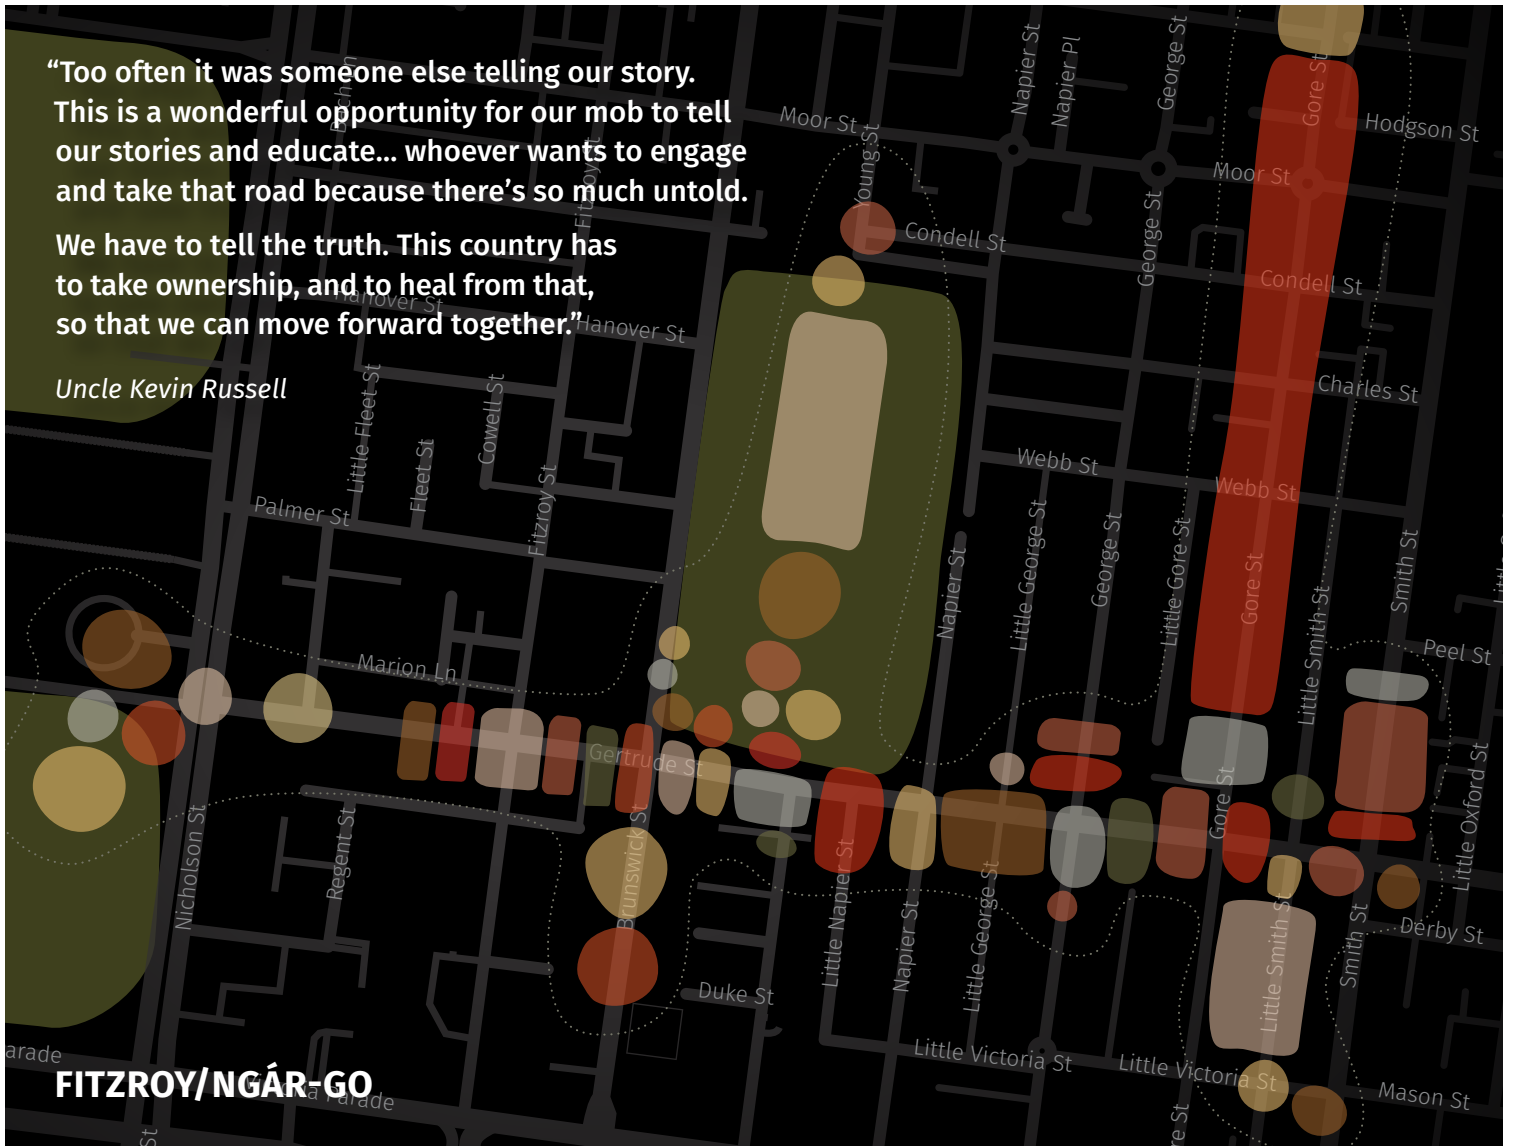 “Too often it was someone else telling our story.
This is a wonderful opportunity for our mob to tell
our stories and educate... whoever wants to engage
and take that road because there’s so much untold.
We have to tell the truth. This country has
to take ownership, and to heal from that,
so that we can move forward together.”
Uncle Kevin Russell
Napier St
Napier Pl
George St
Gore St
Moor St
Hodgson St
Young St
Fitzroy St
Moor St
George St
Condell St
Condell St
Hanover St
Hanover St
Charles St
Little Fleet St
Fleet St
Cowell St
Fitzroy St
Webb St
Webb St
Palmer St
Napier St
Little George St
George St
Little Gore St
Gore St
Little Smith St
Smith St
Peel St
Marion Ln
Gertrude St
Gore St
Little Oxford St
Nicholson St
Regent St
Brunswick St
Little Napier St
Napier St
Little George St
Little Smith St
Smith St
Derby St
Duke St
Little Victoria St
Little Victoria St
Mason St
arade
Victoria Parade
FITZROY/NGÁR-GO
St
re St